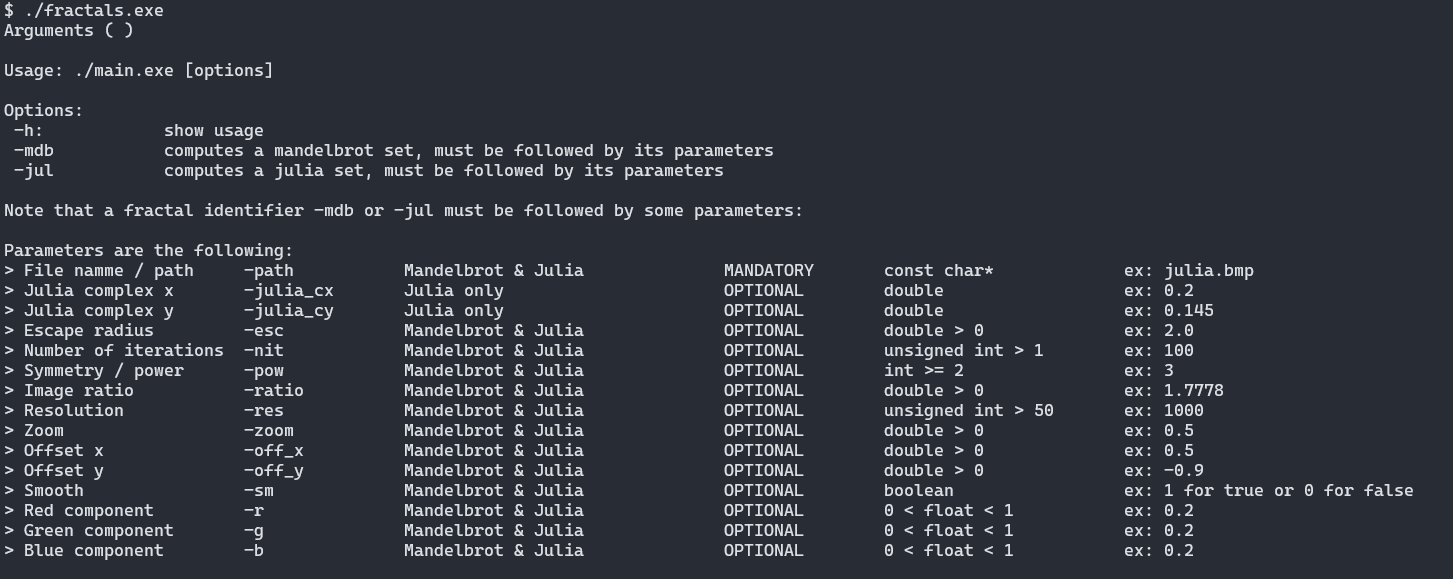 $ ./fractals.exe
Arguments ( )
Usage: ./main.exe [options]
Options:
-h: show usage
-mdb computes a mandelbrot set, must be followed by its parameters
-jul computes a julia set, must be followed by its parameters
Note that a fractal identifier -mdb or -jul must be followed by some parameters:
Parameters are the following:
> File namme / path -path Mandelbrot & Julia MANDATORY const char* ex: julia.bmp
> Julia complex x -julia_cx Julia only OPTIONAL double ex: 0.2
> Julia complex y -julia_cy Julia only OPTIONAL double ex: 0.145
> Escape radius -esc Mandelbrot & Julia OPTIONAL double > 0 ex: 2.0
> Number of iterations -nit Mandelbrot & Julia OPTIONAL unsigned int > 1 ex: 100
> Symmetry / power -pow Mandelbrot & Julia OPTIONAL int >= 2 ex: 3
> Image ratio -ratio Mandelbrot & Julia OPTIONAL double > 0 ex: 1.7778
> Resolution -res Mandelbrot & Julia OPTIONAL unsigned int > 50 ex: 1000
> Zoom -zoom Mandelbrot & Julia OPTIONAL double > 0 ex: 0.5
> Offset x -off_x Mandelbrot & Julia OPTIONAL double > 0 ex: 0.5
> Offset y -off_y Mandelbrot & Julia OPTIONAL double > 0 ex: -0.9
> Smooth -sm Mandelbrot & Julia OPTIONAL boolean ex: 1 for true or 0 for false
> Red component -r Mandelbrot & Julia OPTIONAL 0 < float < 1 ex: 0.2
> Green component -g Mandelbrot & Julia OPTIONAL 0 < float < 1 ex: 0.2
> Blue component -b Mandelbrot & Julia OPTIONAL 0 < float < 1 ex: 0.2